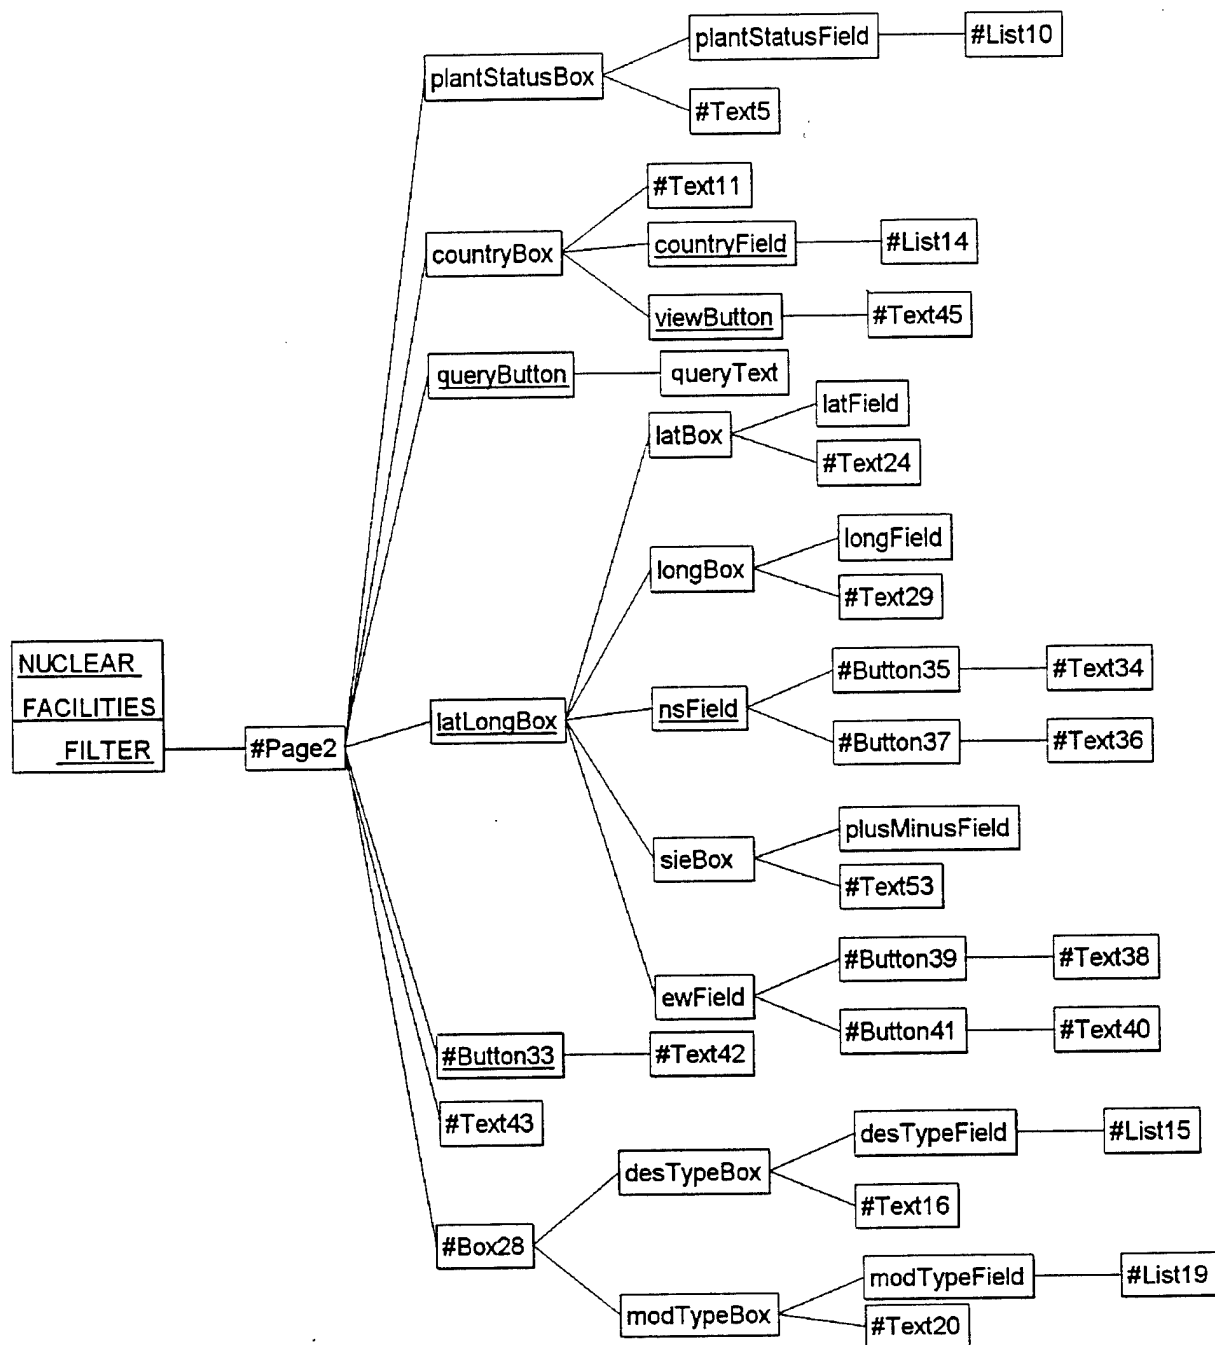 plantStatusField
#List10
plantStatusBox
#Text5
#Text11
countryBox
countryField
#List14
viewButton
#Text45
queryButton
queryText
latField
latBox
#Text24
longField
longBox
#Text29
NUCLEAR
FACILITIES
FILTER
#Page2
latLongBox
nsField
#Button35
#Text34
#Button37
#Text36
plusMinusField
sieBox
#Text53
#Button39
#Text38
ewField
#Button41
#Text40
#Button33
#Text42
#Text43
desTypeField
#List15
desTypeBox
#Text16
#Box28
modTypeField
#List19
modTypeBox
#Text20